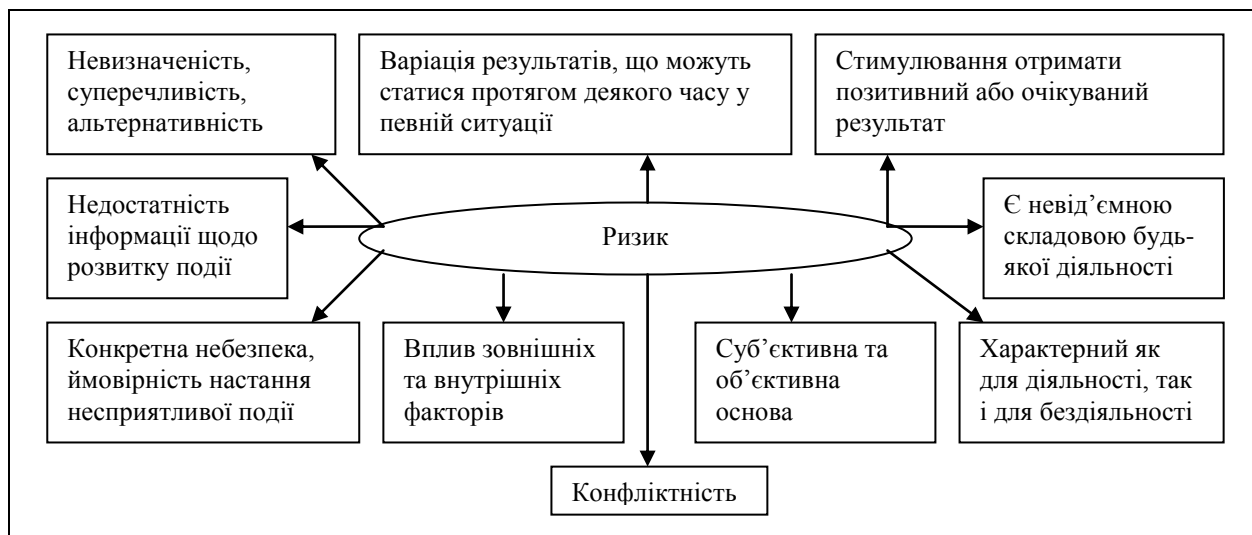 Невизначеність,
суперечливість,
альтернативність
Варіація результатів, що можуть
статися протягом деякого часу у
певній ситуації
Стимулювання отримати
позитивний або очікуваний
результат
Недостатність
інформації щодо
розвитку події
Ризик
Є невід’ємною
складовою будь-
якої діяльності
Конкретна небезпека,
ймовірність настання
несприятливої події
Вплив зовнішніх
та внутрішніх
факторів
Суб’єктивна та
об’єктивна
основа
Характерний як
для діяльності, так
і для бездіяльності
Конфліктність